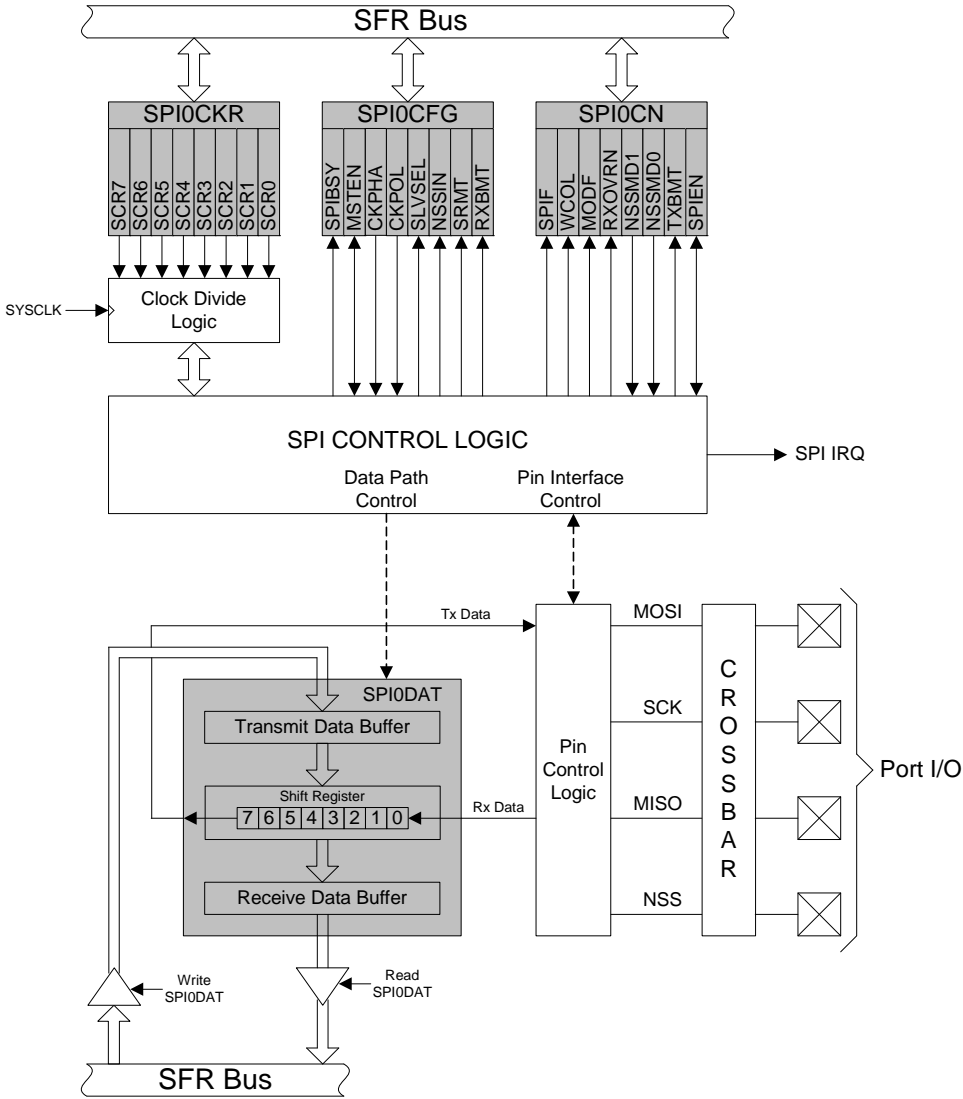 SFR Bus
SPI0CKR
SPI0CFG
SPI0CN
SCR7
SCR6
SCR5
SCR4
SCR3
SCR2
SCR1
SCR0
SPIBSY
MSTEN
CKPHA
CKPOL
SLVSEL
NSSIN
SRMT
RXBMT
SPIF
WCOL
MODF
RXOVRN
NSSMD1
NSSMD0
TXBMT
SPIEN
SYSCLK
Clock Divide
Logic
SPI CONTROL LOGIC
SPI IRQ
Data Path
Control
Pin Interface
Control
Tx Data
MOSI
SPI0DAT
Transmit Data Buffer
SCK
Shift Register
7 6 5 4 3 2 1 0
Rx Data
Pin
Control
Logic
MISO
Receive Data Buffer
NSS
CROSSBAR
Port I/O
Write
SPI0DAT
Read
SPI0DAT
SFR Bus